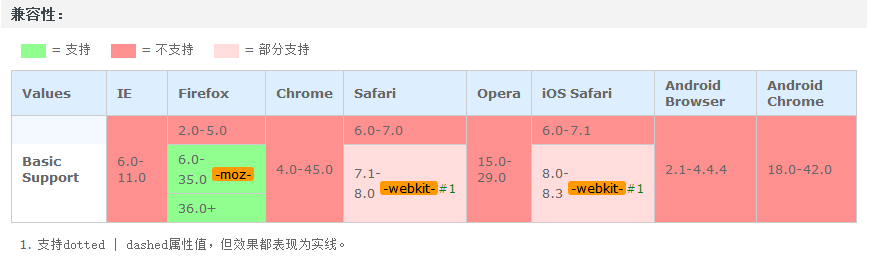 兼容性：
= 支持 = 不支持 = 部分支持
Values IE Firefox Chrome Safari Opera iOS Safari Android Browser Android Chrome
Basic Support 6.0-11.0 2.0-5.0 4.0-45.0 6.0-7.0 15.0-29.0 6.0-7.1 2.1-4.4.4 18.0-42.0
6.0-35.0 -moz- 7.1-8.0 -webkit-#1 8.0-8.3 -webkit-#1
36.0+
1. 支持dotted | dashed属性值，但效果都表现为实线。